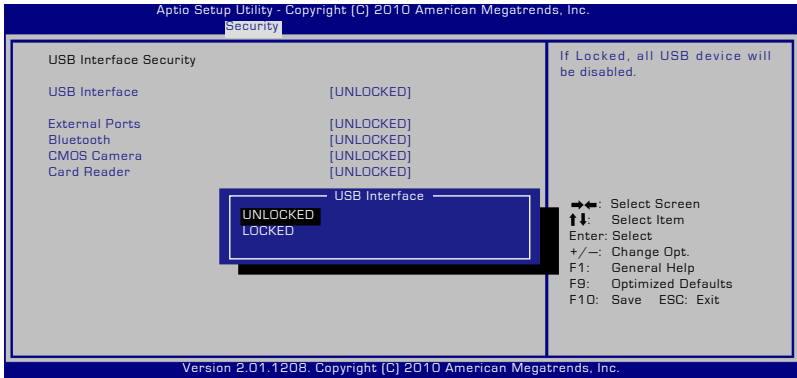 Aptio Setup Utility - Copyright (C) 2010 American Megatrends, Inc.
Security
USB Interface Security
USB Interface [UNLOCKED]
External Ports [UNLOCKED]
Bluetooth [UNLOCKED]
CMOS Camera [UNLOCKED]
Card Reader [UNLOCKED]
USB Interface
UNLOCKED
LOCKED
If Locked, all USB device will
be disabled.
→←: Select Screen
↑↓: Select Item
Enter: Select
+/—: Change Opt.
F1: General Help
F9: Optimized Defaults
F10: Save ESC: Exit
Version 2.01.1208. Copyright (C) 2010 American Megatrends, Inc.